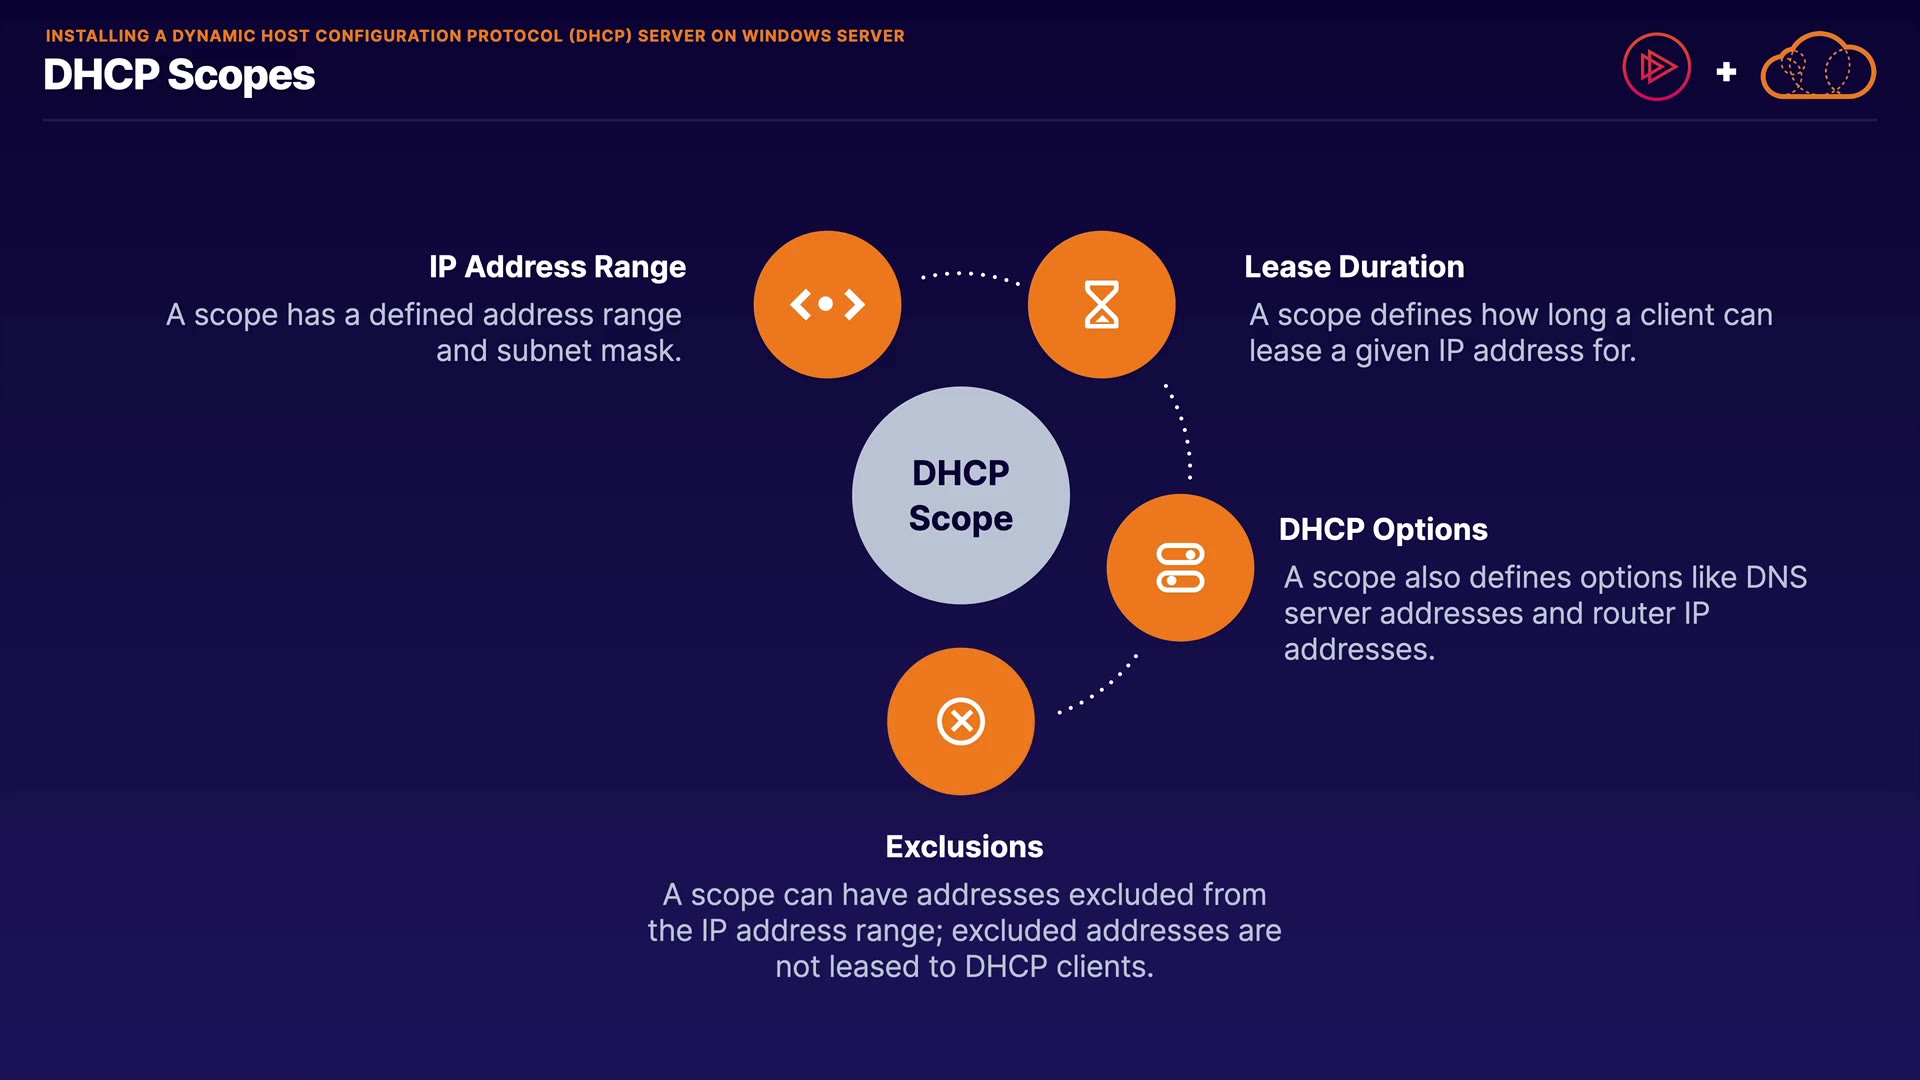 INSTALLING A DYNAMIC HOST CONFIGURATION PROTOCOL (DHCP) SERVER ON WINDOWS SERVER
DHCP Scopes
IP Address Range
A scope has a defined address range
and subnet mask.
Lease Duration
A scope defines how long a client can
lease a given IP address for.
DHCP
Scope
DHCP Options
A scope also defines options like DNS
server addresses and router IP
addresses.
Exclusions
A scope can have addresses excluded from
the IP address range; excluded addresses are
not leased to DHCP clients.